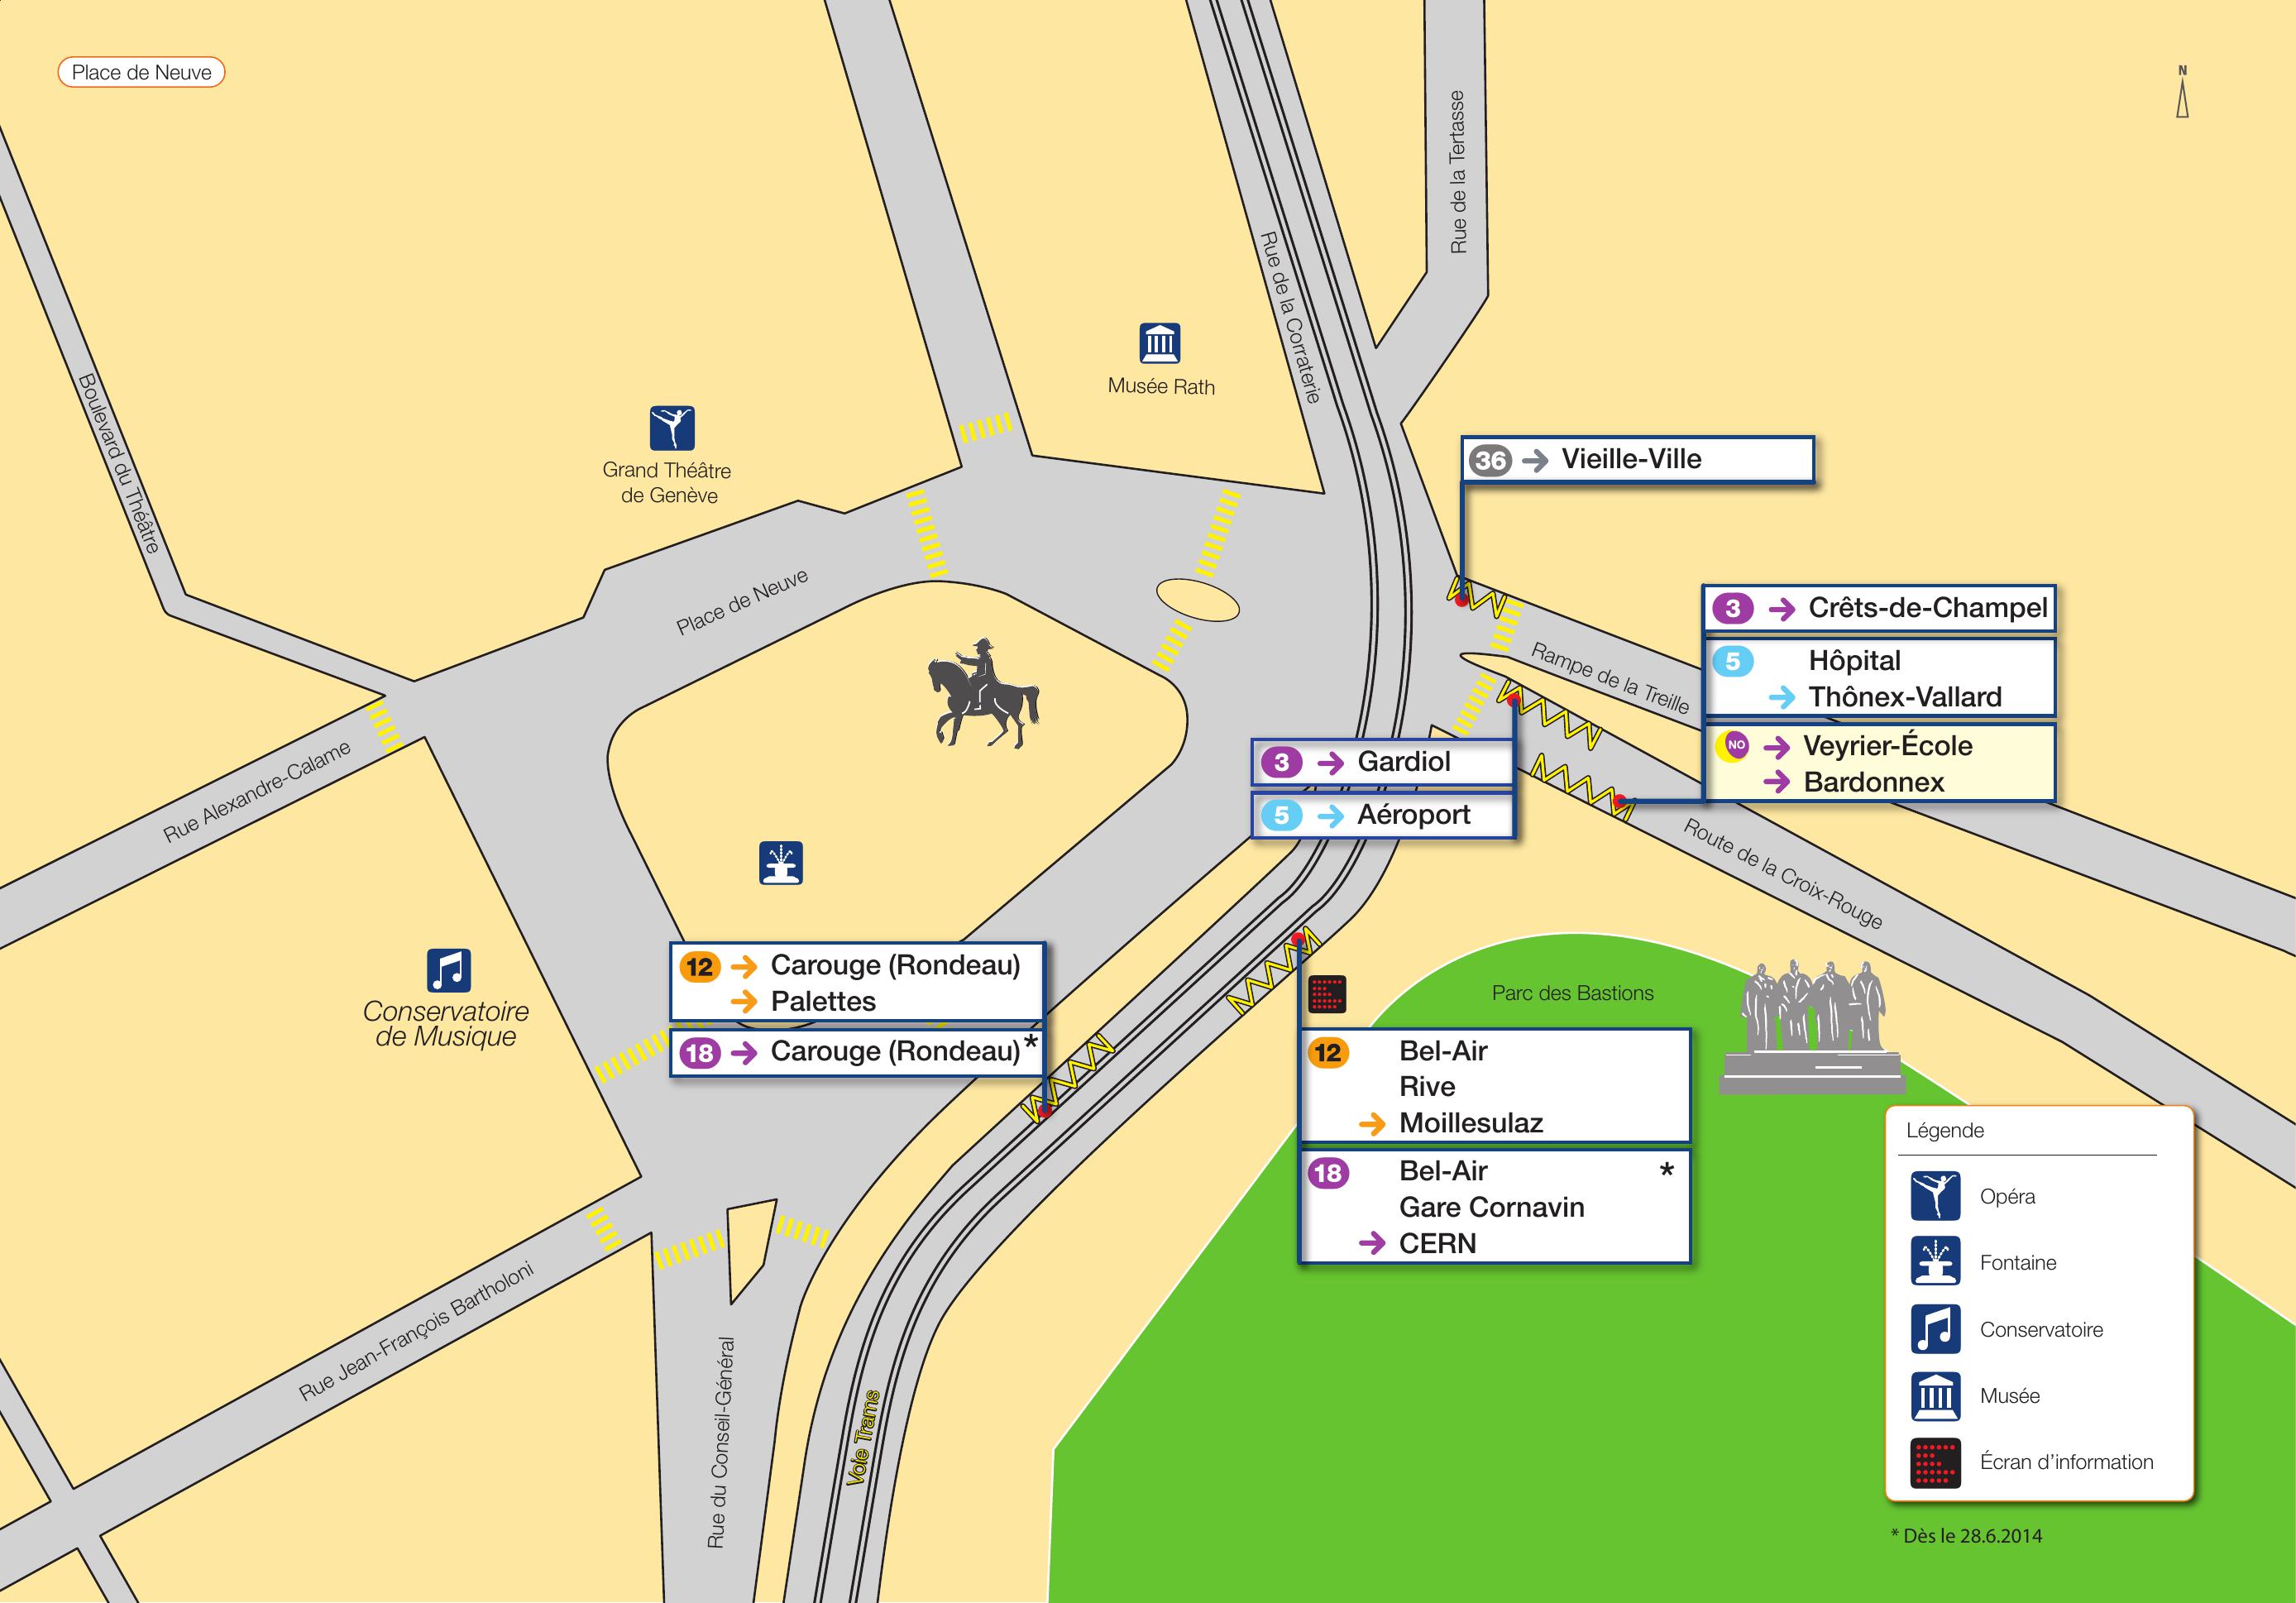 Place de Neuve
N
Rue de la Tertasse
Rue de la Corraterie
Musée Rath
Boulevard du Théâtre
Grand Théâtre
de Genève
36 Vieille-Ville
Place de Neuve
3 Crêts-de-Champel
5 Hôpital
Thônex-Vallard
NO Veyrier-École
Bardonnex
Rampe de la Treille
3 Gardiol
5 Aéroport
Rue Alexandre-Calame
Route de la Croix-Rouge
Conservatoire
de Musique
12 Carouge (Rondeau)
Palettes
18 Carouge (Rondeau)*
Parc des Bastions
12 Bel-Air
Rive
Moillesulaz
18 Bel-Air *
Gare Cornavin
CERN
Rue Jean-François Bartholoni
Rue du Conseil-Général
Voie Trams
Légende
Opéra
Fontaine
Conservatoire
Musée
Écran d'information
* Dès le 28.6.2014